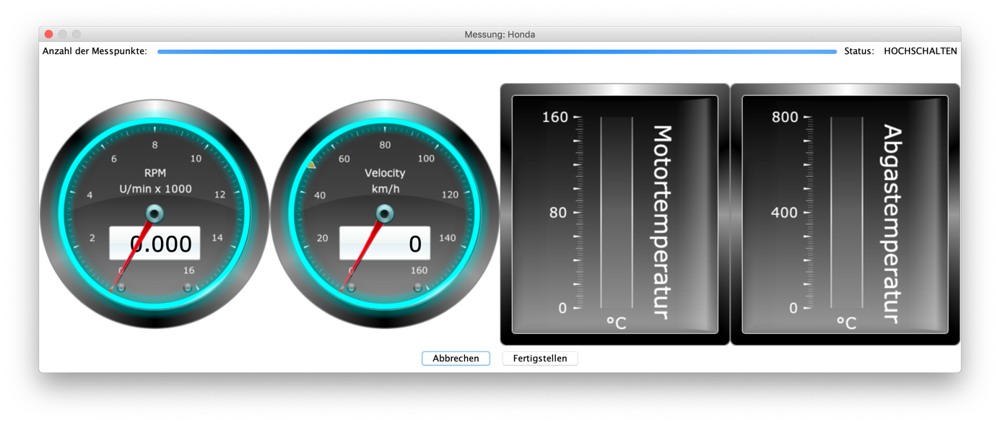 Messung: Honda
Anzahl der Messpunkte:
Status: HOCHSCHALTEN
8
6
10
RPM
U/min x 1000
4
12
2
14
0.000
0
16
80
60
100
Velocity
km/h
40
120
20
140
0
0
160
160
80
0
°C
Motortemperatur
800
400
0
°C
Abgastemperatur
Abbrechen
Fertigstellen